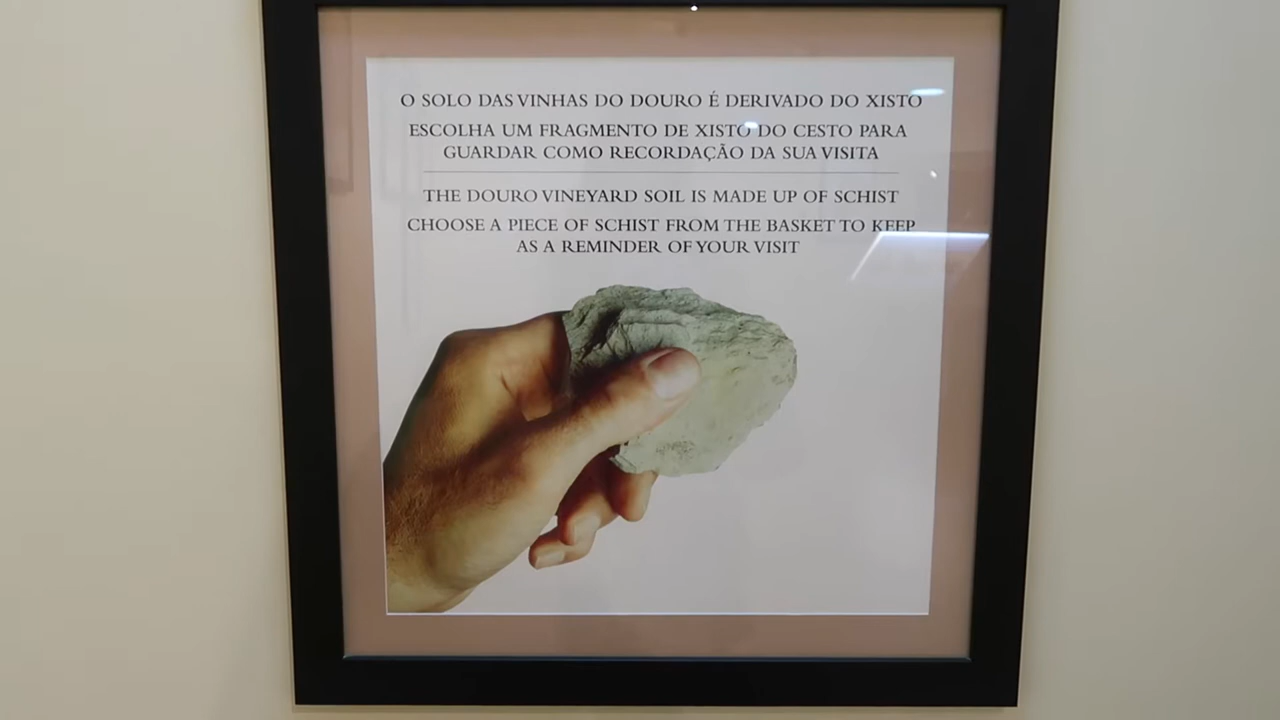 O SOLO DAS VINHAS DO DOURO É DERIVADO DO XISTO
ESCOLHA UM FRAGMENTO DE XISTO DO CESTO PARA
GUARDAR COMO RECORDAÇÃO DA SUA VISITA
THE DOURO VINEYARD SOIL IS MADE UP OF SCHIST
CHOOSE A PIECE OF SCHIST FROM THE BASKET TO KEEP
AS A REMINDER OF YOUR VISIT